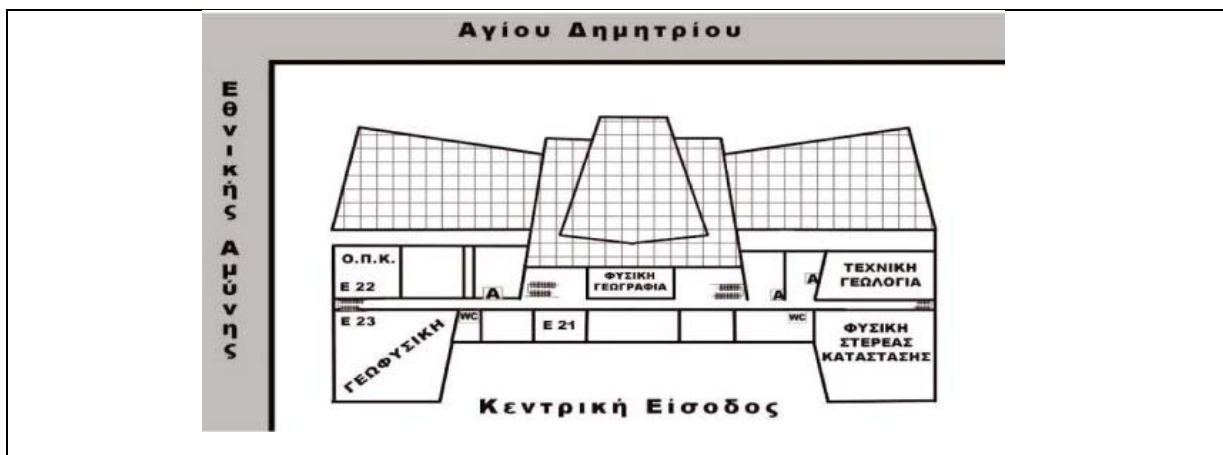 Αγίου Δημητρίου
Εθνικής Αμύνης
Ο.Π.Κ.
Ε 22
Α
ΦΥΣΙΚΗ
ΓΕΩΓΡΑΦΙΑ
Α
Α
ΤΕΧΝΙΚΗ
ΓΕΩΛΟΓΙΑ
Ε 23
ΓΕΩΦΥΣΙΚΗ
WC
Ε 21
WC
ΦΥΣΙΚΗ
ΣΤΕΡΕΑΣ
ΚΑΤΑΣΤΑΣΗΣ
Κεντρική Είσοδος